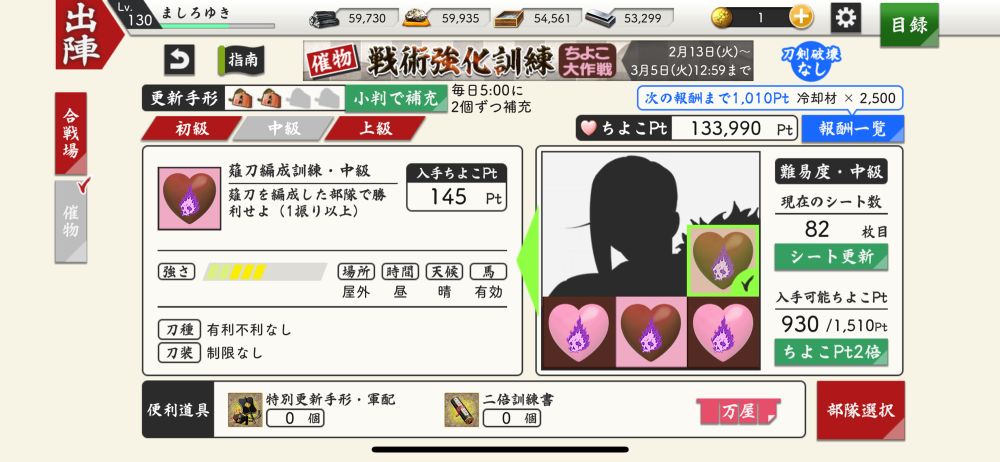 出陣
Lv.
130
ましろゆき
59,730
59,935
54,561
53,299
1
目録
指南
催物
戦術強化訓練
ちよこ
大作戦
2月13日(火)〜
3月5日(火)12:59まで
刀剣破壊
なし
更新手形
小判で補充
毎日5:00に
2個ずつ補充
次の報酬まで1,010Pt 冷却材 × 2,500
初級
中級
上級
ちよこPt
133,990 Pt
報酬一覧
合戦場
催物
薙刀編成訓練・中級
薙刀を編成した部隊で勝
利せよ(1振り以上)
入手ちよこPt
145 Pt
強さ
場所
時間
天候
馬
屋外
昼
晴
有効
刀種
有利不利なし
刀装
制限なし
難易度・中級
現在のシート数
82 枚目
シート更新
入手可能ちよこPt
930 /1,510Pt
ちよこPt2倍
便利道具
特別更新手形・軍配
0 個
二倍訓練書
0 個
万屋
部隊選択